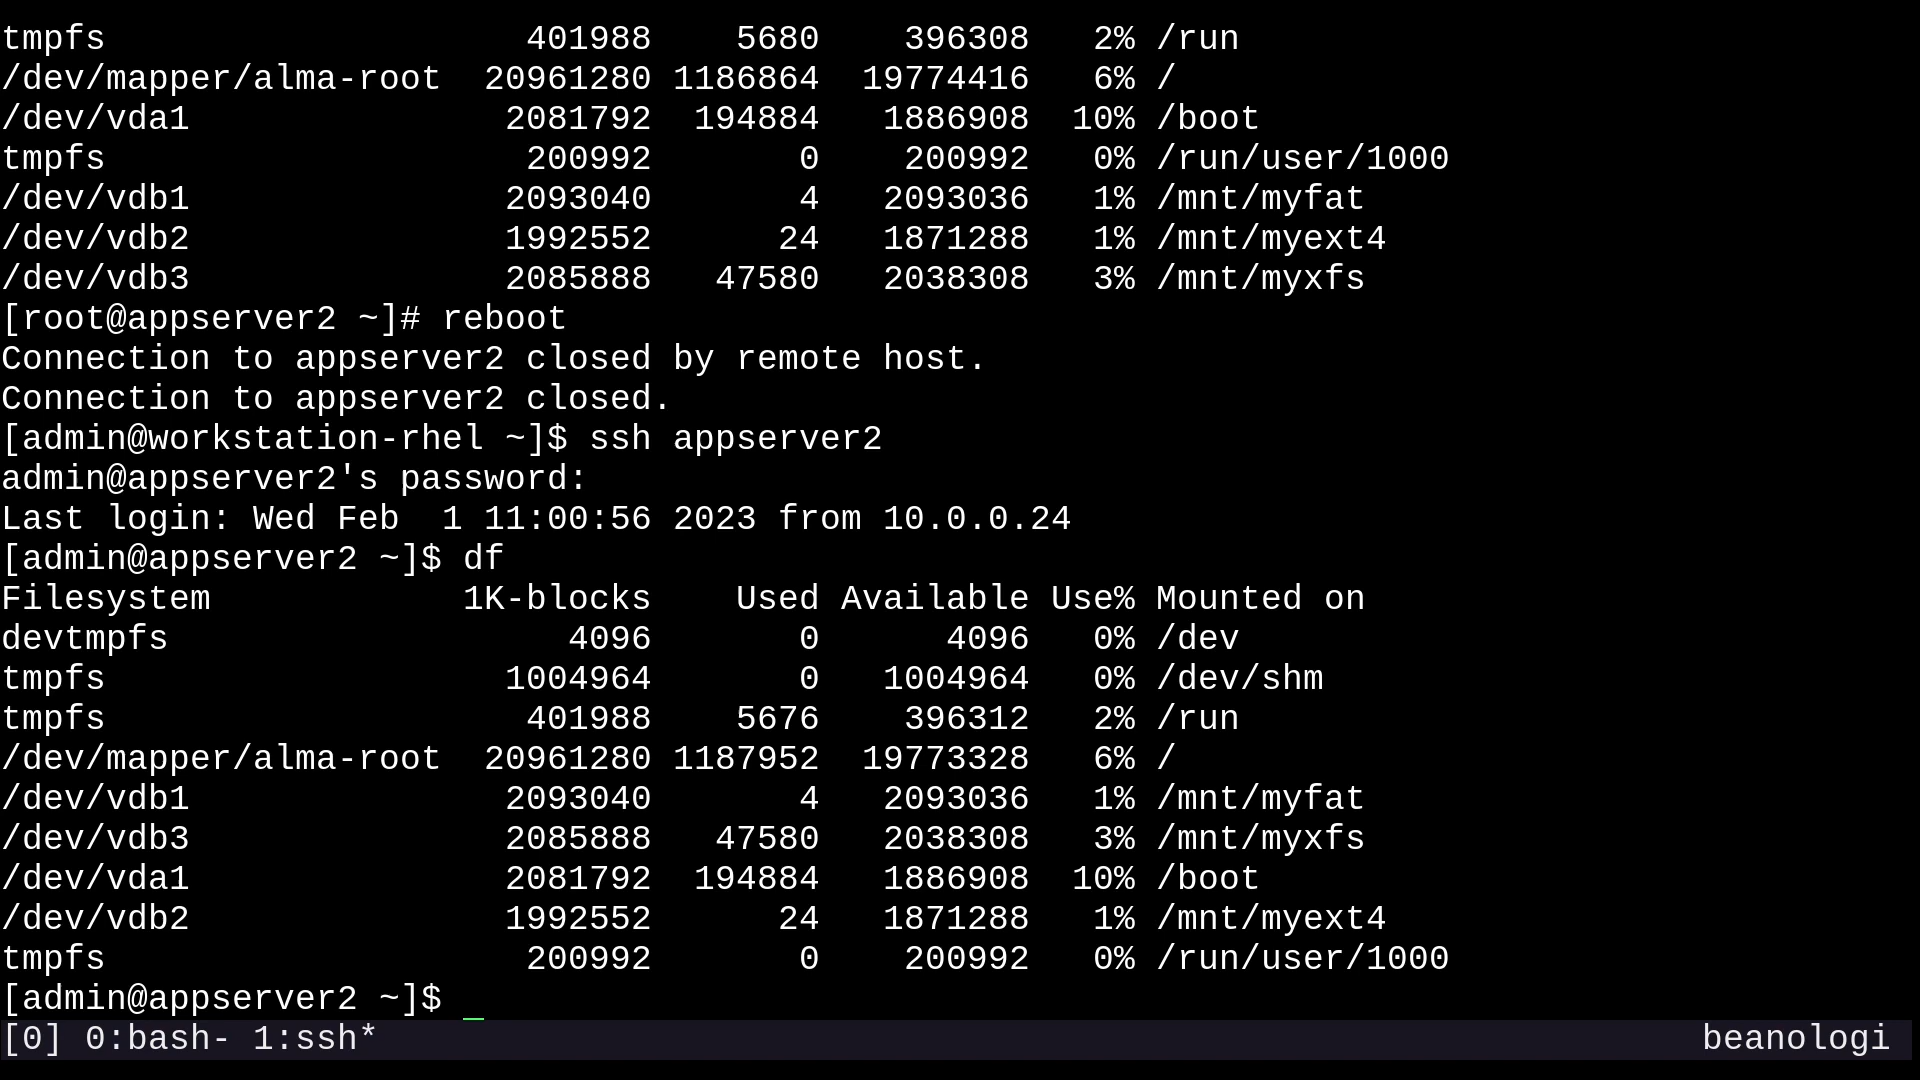 tmpfs                    401988    5680    396308   2% /run
/dev/mapper/alma-root  20961280 1186864  19774416   6% /
/dev/vda1               2081792  194884   1886908  10% /boot
tmpfs                    200992       0    200992   0% /run/user/1000
/dev/vdb1               2093040       4   2093036   1% /mnt/myfat
/dev/vdb2               1992552      24   1871288   1% /mnt/myext4
/dev/vdb3               2085888   47580   2038308   3% /mnt/myxfs
[root@appserver2 ~]# reboot
Connection to appserver2 closed by remote host.
Connection to appserver2 closed.
[admin@workstation-rhel ~]$ ssh appserver2
admin@appserver2's password:
Last login: Wed Feb  1 11:00:56 2023 from 10.0.0.24
[admin@appserver2 ~]$ df
Filesystem            1K-blocks    Used Available Use% Mounted on
devtmpfs                   4096       0      4096   0% /dev
tmpfs                   1004964       0   1004964   0% /dev/shm
tmpfs                    401988    5676    396312   2% /run
/dev/mapper/alma-root  20961280 1187952  19773328   6% /
/dev/vdb1               2093040       4   2093036   1% /mnt/myfat
/dev/vdb3               2085888   47580   2038308   3% /mnt/myxfs
/dev/vda1               2081792  194884   1886908  10% /boot
/dev/vdb2               1992552      24   1871288   1% /mnt/myext4
tmpfs                    200992       0    200992   0% /run/user/1000
[admin@appserver2 ~]$
[0] 0:bash- 1:ssh* beanologi